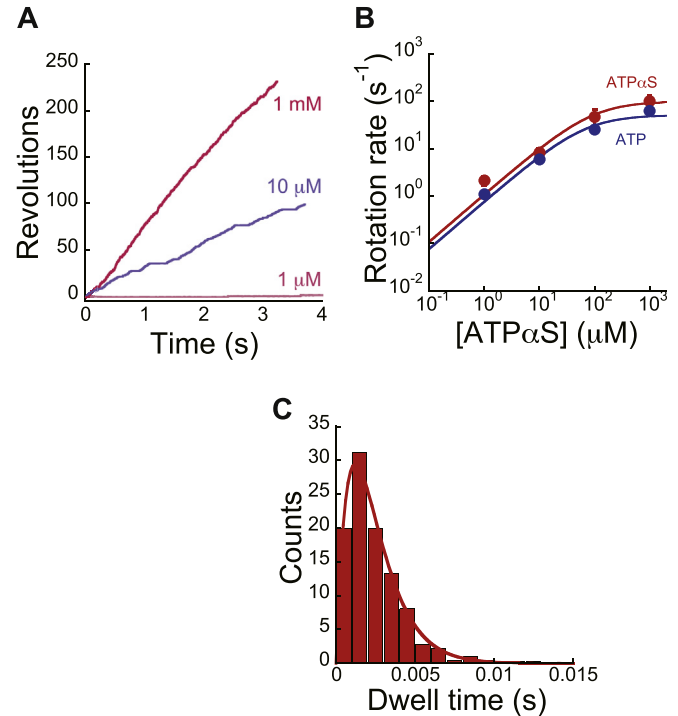 A
Revolutions
250
200
150
100
50
0
1 mM
10 µM
1 µM
0 1 2 3 4
Time (s)
B
Rotation rate (s⁻¹)
10³
10²
10¹
10⁰
10⁻¹
10⁻²
ATPαS
ATP
10⁻¹ 10⁰ 10¹ 10² 10³
[ATPαS] (µM)
C
Counts
35
30
25
20
15
10
5
0
0 0.005 0.01 0.015
Dwell time (s)